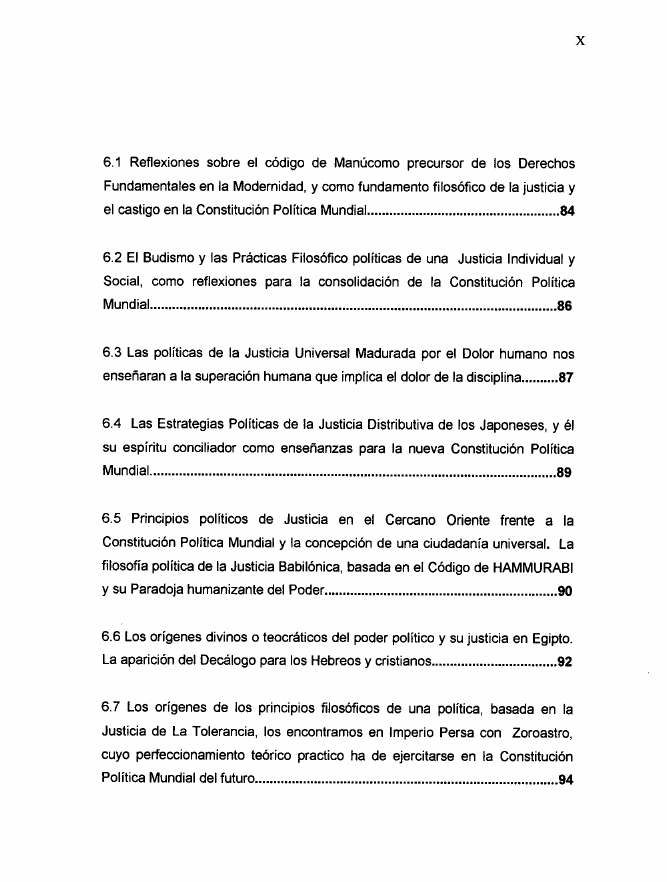 X
6.1 Reflexiones sobre el código de Manúcomo precursor de los Derechos
Fundamentales en la Modernidad, y como fundamento filosófico de la justicia y
el castigo en la Constitución Política Mundial....................................................84
6.2 El Budismo y las Prácticas Filosófico políticas de una Justicia Individual y
Social, como reflexiones para la consolidación de la Constitución Política
Mundial..............................................................................................................86
6.3 Las políticas de la Justicia Universal Madurada por el Dolor humano nos
enseñaran a la superación humana que implica el dolor de la disciplina..........87
6.4 Las Estrategias Políticas de la Justicia Distributiva de los Japoneses, y él
su espíritu conciliador como enseñanzas para la nueva Constitución Política
Mundial..............................................................................................................89
6.5 Principios políticos de Justicia en el Cercano Oriente frente a la
Constitución Política Mundial y la concepción de una ciudadanía universal. La
filosofía política de la Justicia Babilónica, basada en el Código de HAMMURABI
y su Paradoja humanizante del Poder...............................................................90
6.6 Los orígenes divinos o teocráticos del poder político y su justicia en Egipto.
La aparición del Decálogo para los Hebreos y cristianos..................................92
6.7 Los orígenes de los principios filosóficos de una política, basada en la
Justicia de La Tolerancia, los encontramos en Imperio Persa con Zoroastro,
cuyo perfeccionamiento teórico practico ha de ejercitarse en la Constitución
Política Mundial del futuro..................................................................................94